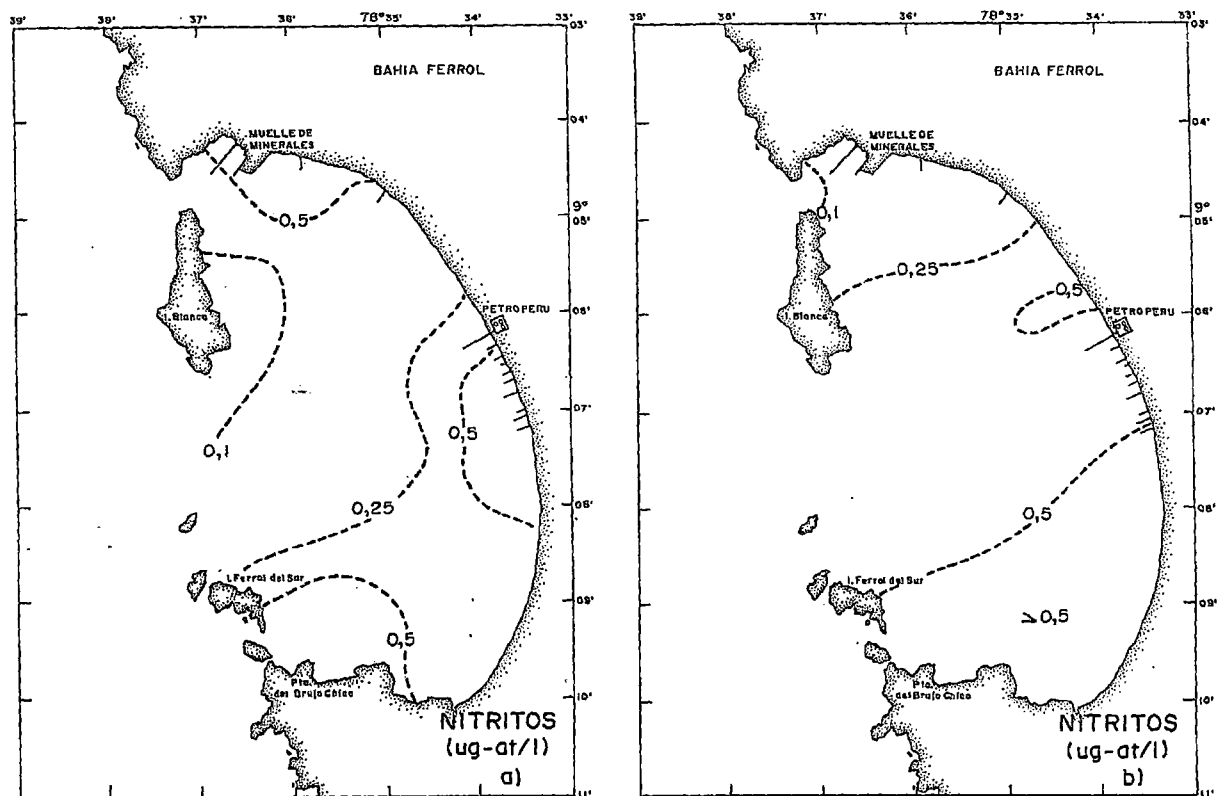 39' 38' 37' 36' 78°35' 34' 33'
03'
BAHIA FERROL
04'
MUELLE DE
MINERALES
0,5
9°
05'
I. Blanca
PETROPERU
06'
0,5
07'
0,1
0,25
08'
I. Ferrol del Sur
09'
0,5
Pta.
del Brujo Chico
10'
NITRITOS
(ug-at/l)
a)
11'
39' 38' 37' 36' 78°35' 34' 33'
03'
BAHIA FERROL
04'
MUELLE DE
MINERALES
0,1
9°
05'
0,25
0,5
I. Blanca
PETROPERU
06'
07'
0,5
08'
I. Ferrol del Sur
09'
> 0,5
Pta.
del Brujo Chico
10'
NITRITOS
(ug-at/l)
b)
11'